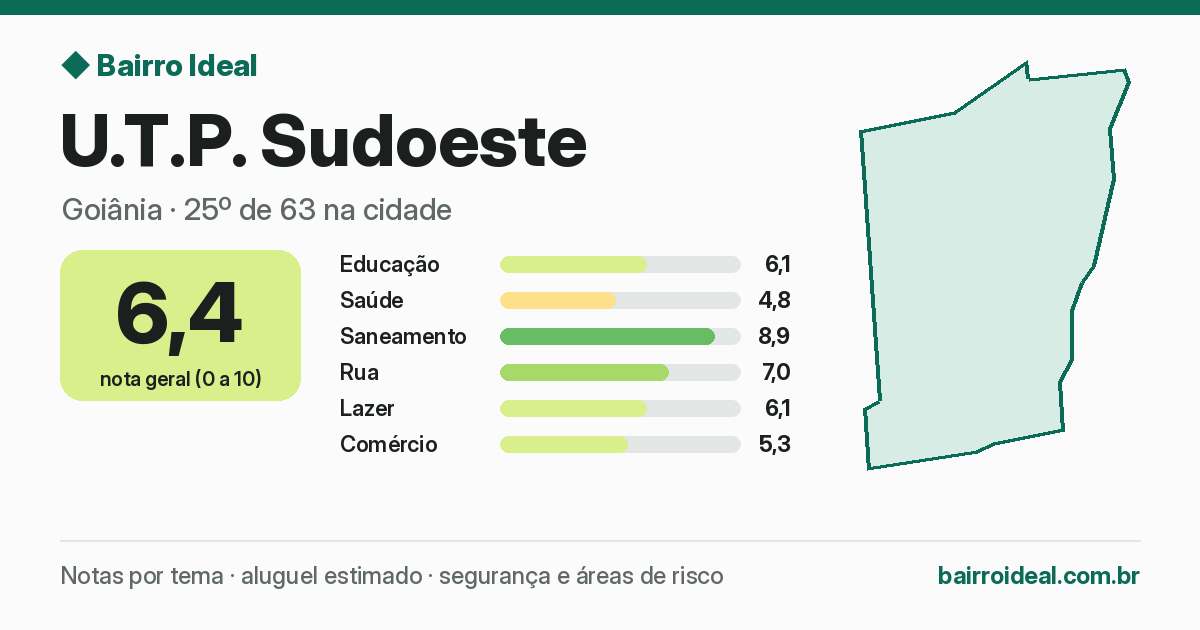 Bairro Ideal
U.T.P. Sudoeste
Goiânia · 25º de 63 na cidade
6,4
nota geral (0 a 10)
Educação 6,1
Saúde 4,8
Saneamento 8,9
Rua 7,0
Lazer 6,1
Comércio 5,3
Notas por tema · aluguel estimado · segurança e áreas de risco
bairroideal.com.br